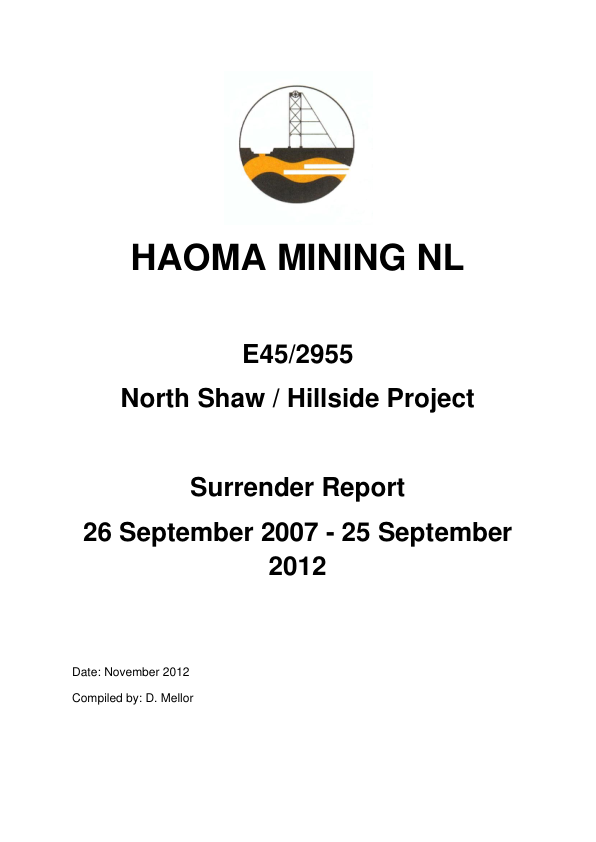 HAOMA MINING NL
E45/2955
North Shaw / Hillside Project
Surrender Report
26 September 2007 - 25 September
2012
Date: November 2012
Compiled by: D. Mellor